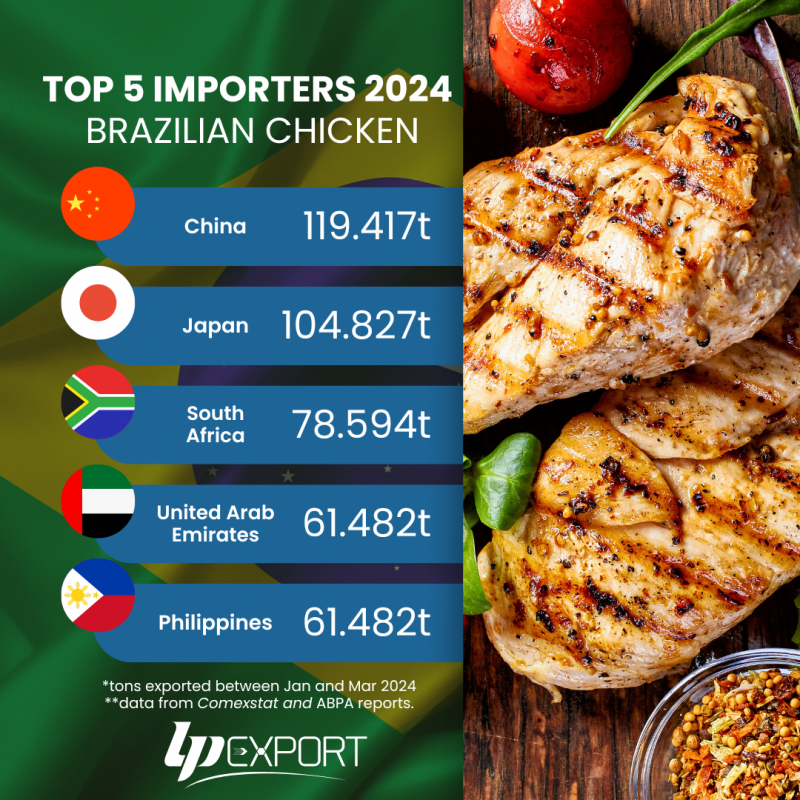 TOP 5 IMPORTERS 2024
BRAZILIAN CHICKEN
China 119.417t
Japan 104.827t
South
Africa 78.594t
United Arab
Emirates 61.482t
Philippines 61.482t
*tons exported between Jan and Mar 2024
**data from Comexstat and ABPA reports.
LP EXPORT